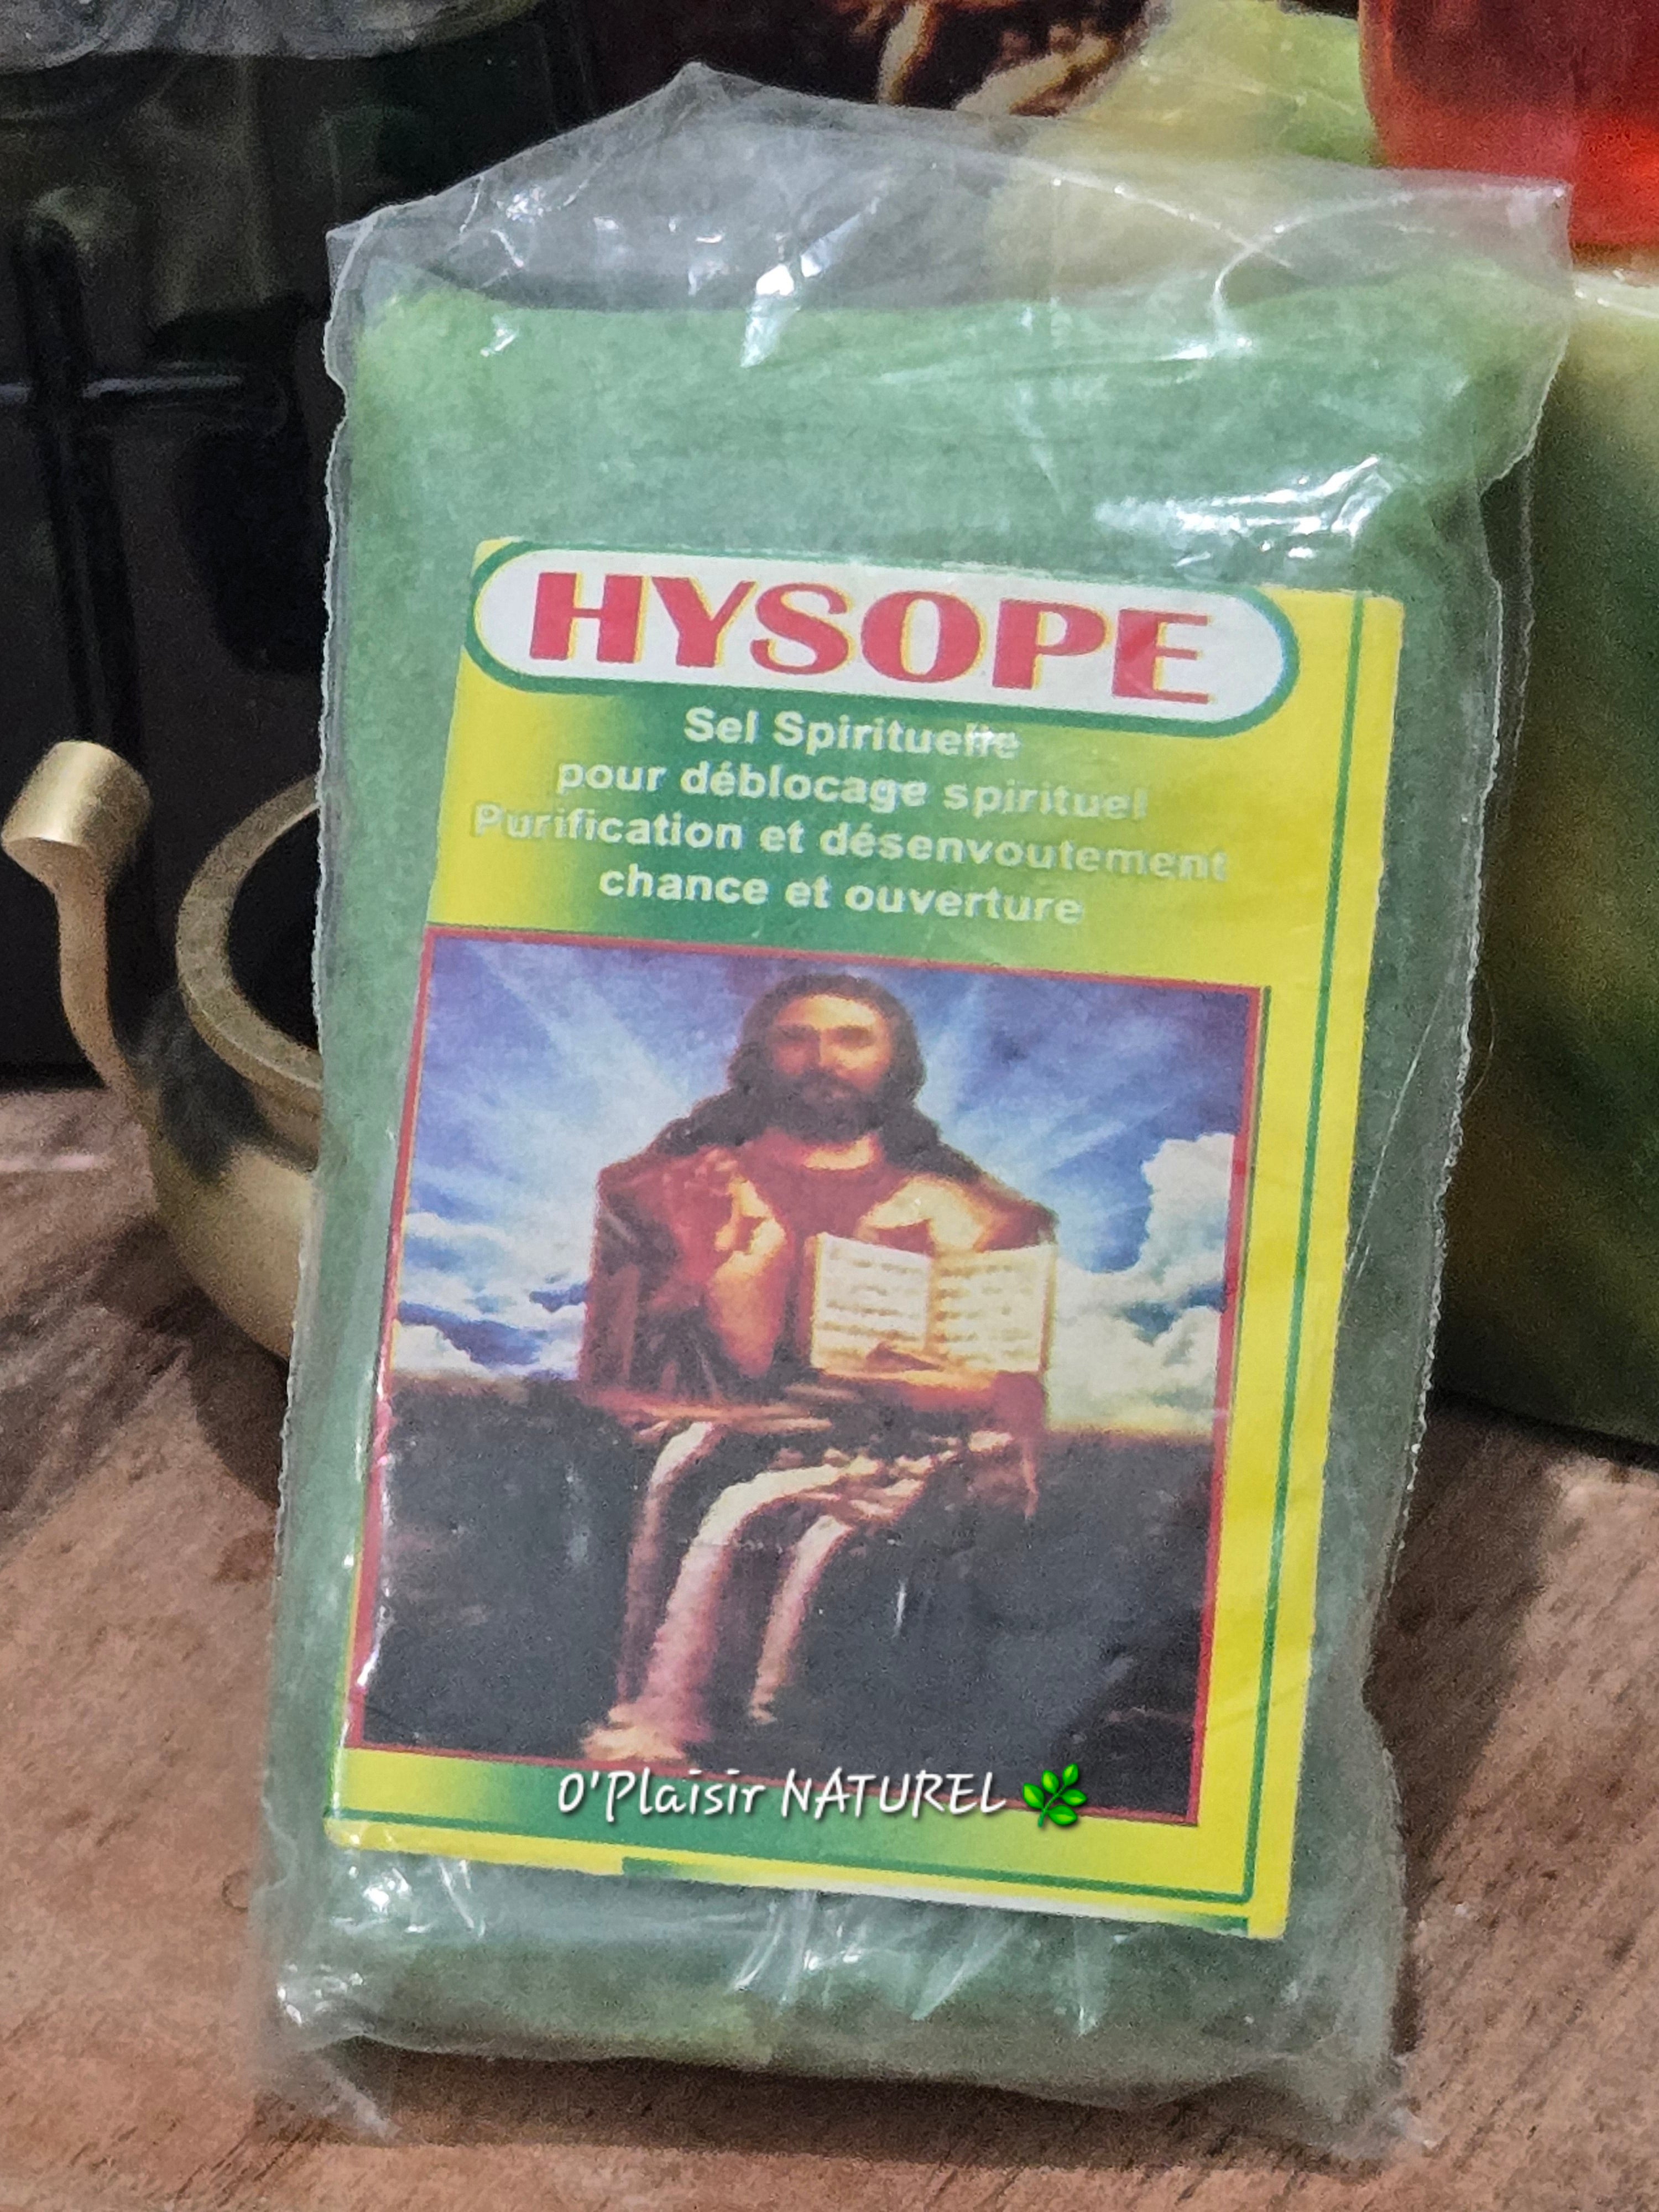 HYSOPE
Sel Spirituelle
pour déblocage spirituel
Purification et désenvoutement
chance et ouverture
O'Plaisir NATUREL